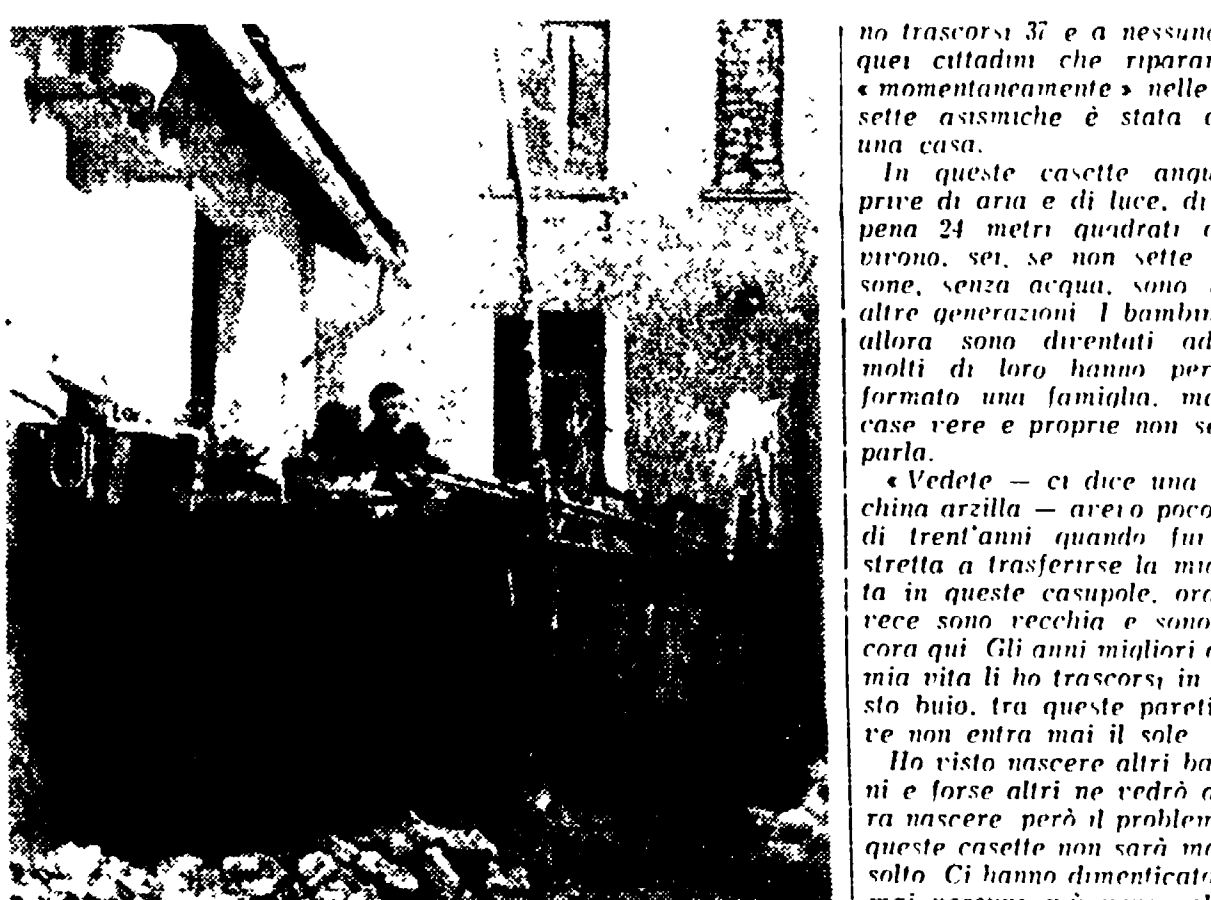 no trascorsi 37 e a nessuno
quei cittadini che riparar
« momentaneamente » nelle
sette asismiche è stata
una casa.
In queste casette angu
prive di aria e di luce, di
pena 24 metri quadrati
vivono, sei, se non sette
sone, senza acqua, sono
altre generazioni I bambin
allora sono diventati ad
molti di loro hanno per
formato una famiglia, ma
case vere e proprie non se
parla.
« Vedete — ci dice una
china arzilla — avevo poco
di trent'anni quando fui
stretta a trasferirse la mia
ta in queste casupole, ora
vece sono vecchia e sono
cora qui Gli anni migliori
mia vita li ho trascorsi in
sto buio, tra queste pareti
ve non entra mai il sole
Ho visto nascere altri ba
ni e forse altri ne vedrò
ra nascere però il problem
queste casette non sarà ma
solto Ci hanno dimenticato